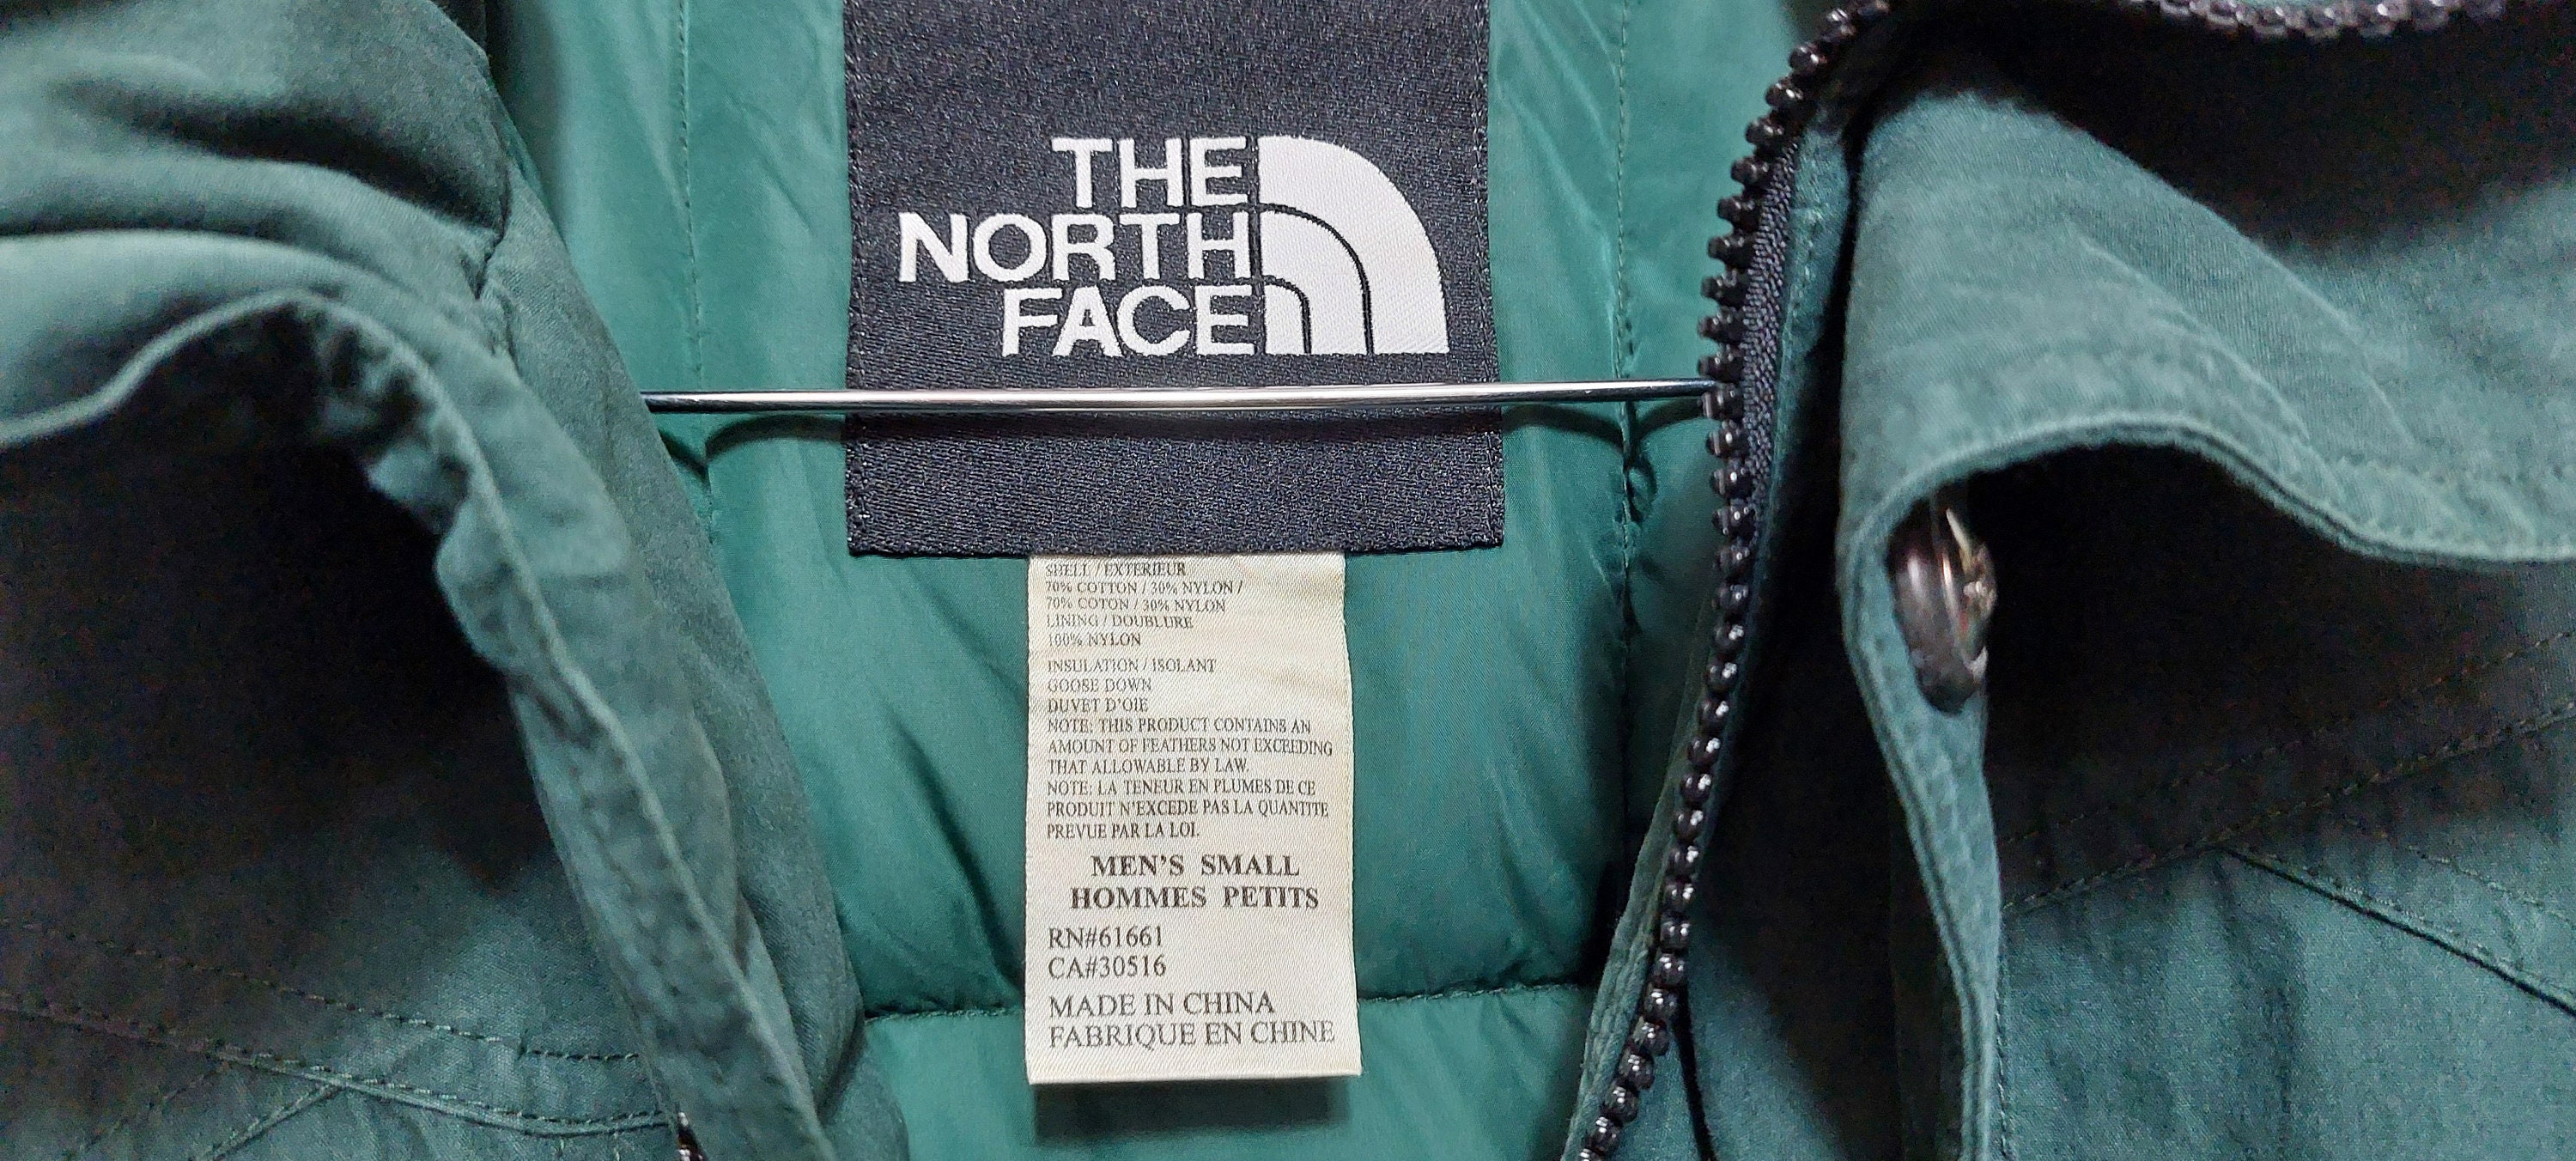 THE
NORTH
FACE
SHELL / EXTERIEUR
70% COTTON / 30% NYLON /
70% COTON / 30% NYLON
LINING / DOUBLURE
100% NYLON
INSULATION / ISOLANT
GOOSE DOWN
DUVET D'OIE
NOTE: THIS PRODUCT CONTAINS AN
AMOUNT OF FEATHERS NOT EXCEEDING
THAT ALLOWABLE BY LAW.
NOTE: LA TENEUR EN PLUMES DE CE
PRODUIT N'EXCEDE PAS LA QUANTITE
PREVUE PAR LA LOI.
MEN'S SMALL
HOMMES PETITS
RN#61661
CA#30516
MADE IN CHINA
FABRIQUE EN CHINE